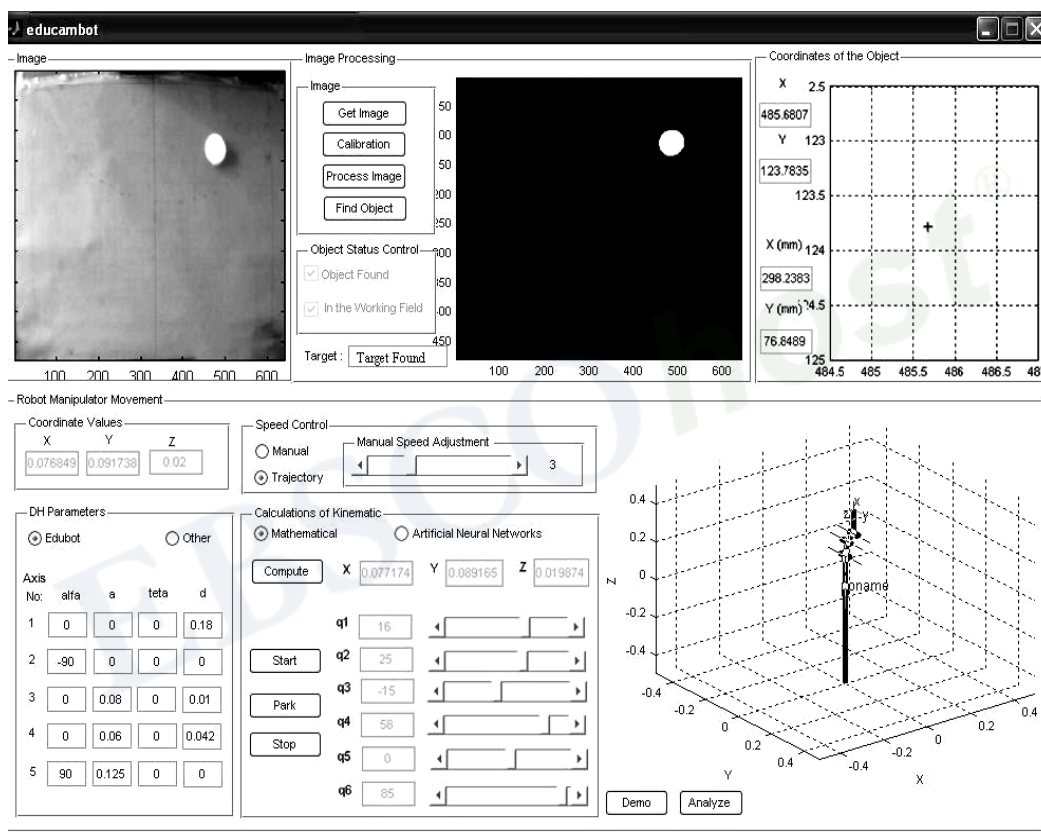 educambot
Image
Image Processing
Coordinates of the Object
Image
Get Image
Calibration
Process Image
Find Object
Object Status Control
Object Found
In the Working Field
Target : Target Found
100 200 300 400 500 600
50
00
50
200
250
300
350
00
450
100 200 300 400 500 600
X
485.6807
Y
123.7835
X (mm)
298.2383
Y (mm)
76.8489
2.5
123
123.5
124
24.5
125
484.5 485 485.5 486 486.5 48
Robot Manipulator Movement
Coordinate Values
X Y Z
0.076849 0.091738 0.02
Speed Control
Manual
Trajectory
Manual Speed Adjustment
3
DH Parameters
Edubot Other
Axis
No: alfa a teta d
1 0 0 0 0.18
2 -90 0 0 0
3 0 0.08 0 0.01
4 0 0.06 0 0.042
5 90 0.125 0 0
Calculations of Kinematic
Mathematical Artificial Neural Networks
Compute X 0.077174 Y 0.089165 Z 0.019874
q1 16
q2 25
q3 -15
q4 58
q5 0
q6 85
Start
Park
Stop
Z
0.4
0.2
0
-0.2
-0.4
-0.4
-0.2
0
0.2
0.4
Y
-0.4
-0.2
0
0.2
0.4
X
X
Z
Y
noname
Demo Analyze
EBSCOhost®